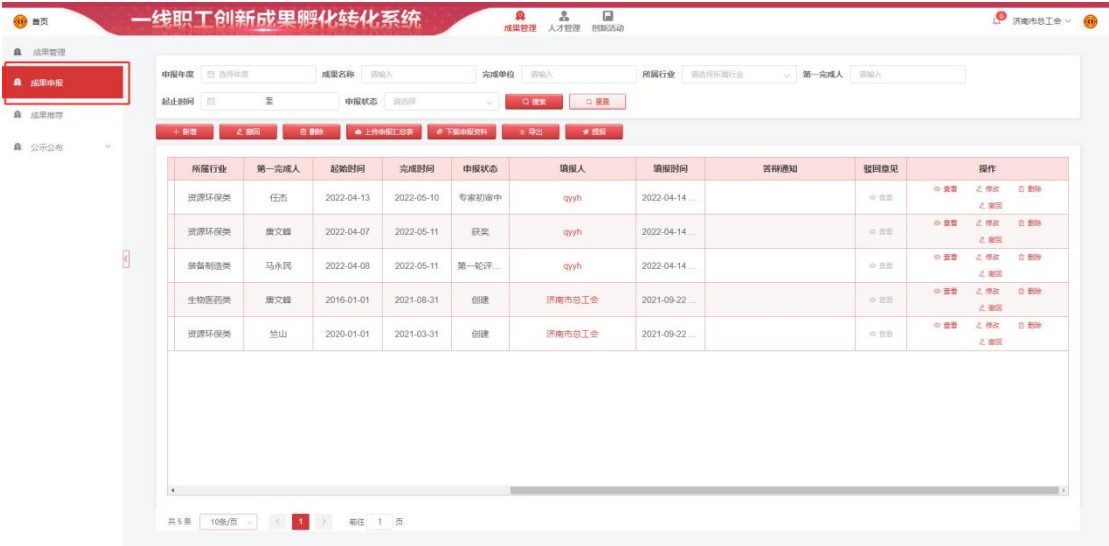 首页
一线职工创新成果孵化转化系统
成果管理 人才管理 创新活动
0
济南市总工会
成果管理
成果申报
成果推荐
公示公布
申报年度 选择年度 成果名称 请输入 完成单位 请输入 所属行业 请选择所属行业 第一完成人 请输入
起止时间 至 申报状态 请选择 搜索 重置
新增 撤回 删除 上传申报汇总表 下载申报资料 导出 提报
所属行业 第一完成人 起始时间 完成时间 申报状态 填报人 填报时间 答辩通知 驳回意见 操作
资源环保类 任杰 2022-04-13 2022-05-10 专家初审中 qyyh 2022-04-14 ... 查看 查看 修改 删除
撤回
资源环保类 唐文峰 2022-04-07 2022-05-11 获奖 qyyh 2022-04-14 ... 查看 查看 修改 删除
撤回
装备制造类 马永民 2022-04-08 2022-05-11 第一轮评... qyyh 2022-04-14 ... 查看 查看 修改 删除
撤回
生物医药类 唐文峰 2016-01-01 2021-08-31 创建 济南市总工会 2021-09-22 ... 查看 查看 修改 删除
撤回
资源环保类 竺山 2020-01-01 2021-03-31 创建 济南市总工会 2021-09-22 ... 查看 查看 修改 删除
撤回
共 5 条 10条/页 1 前往 1 页